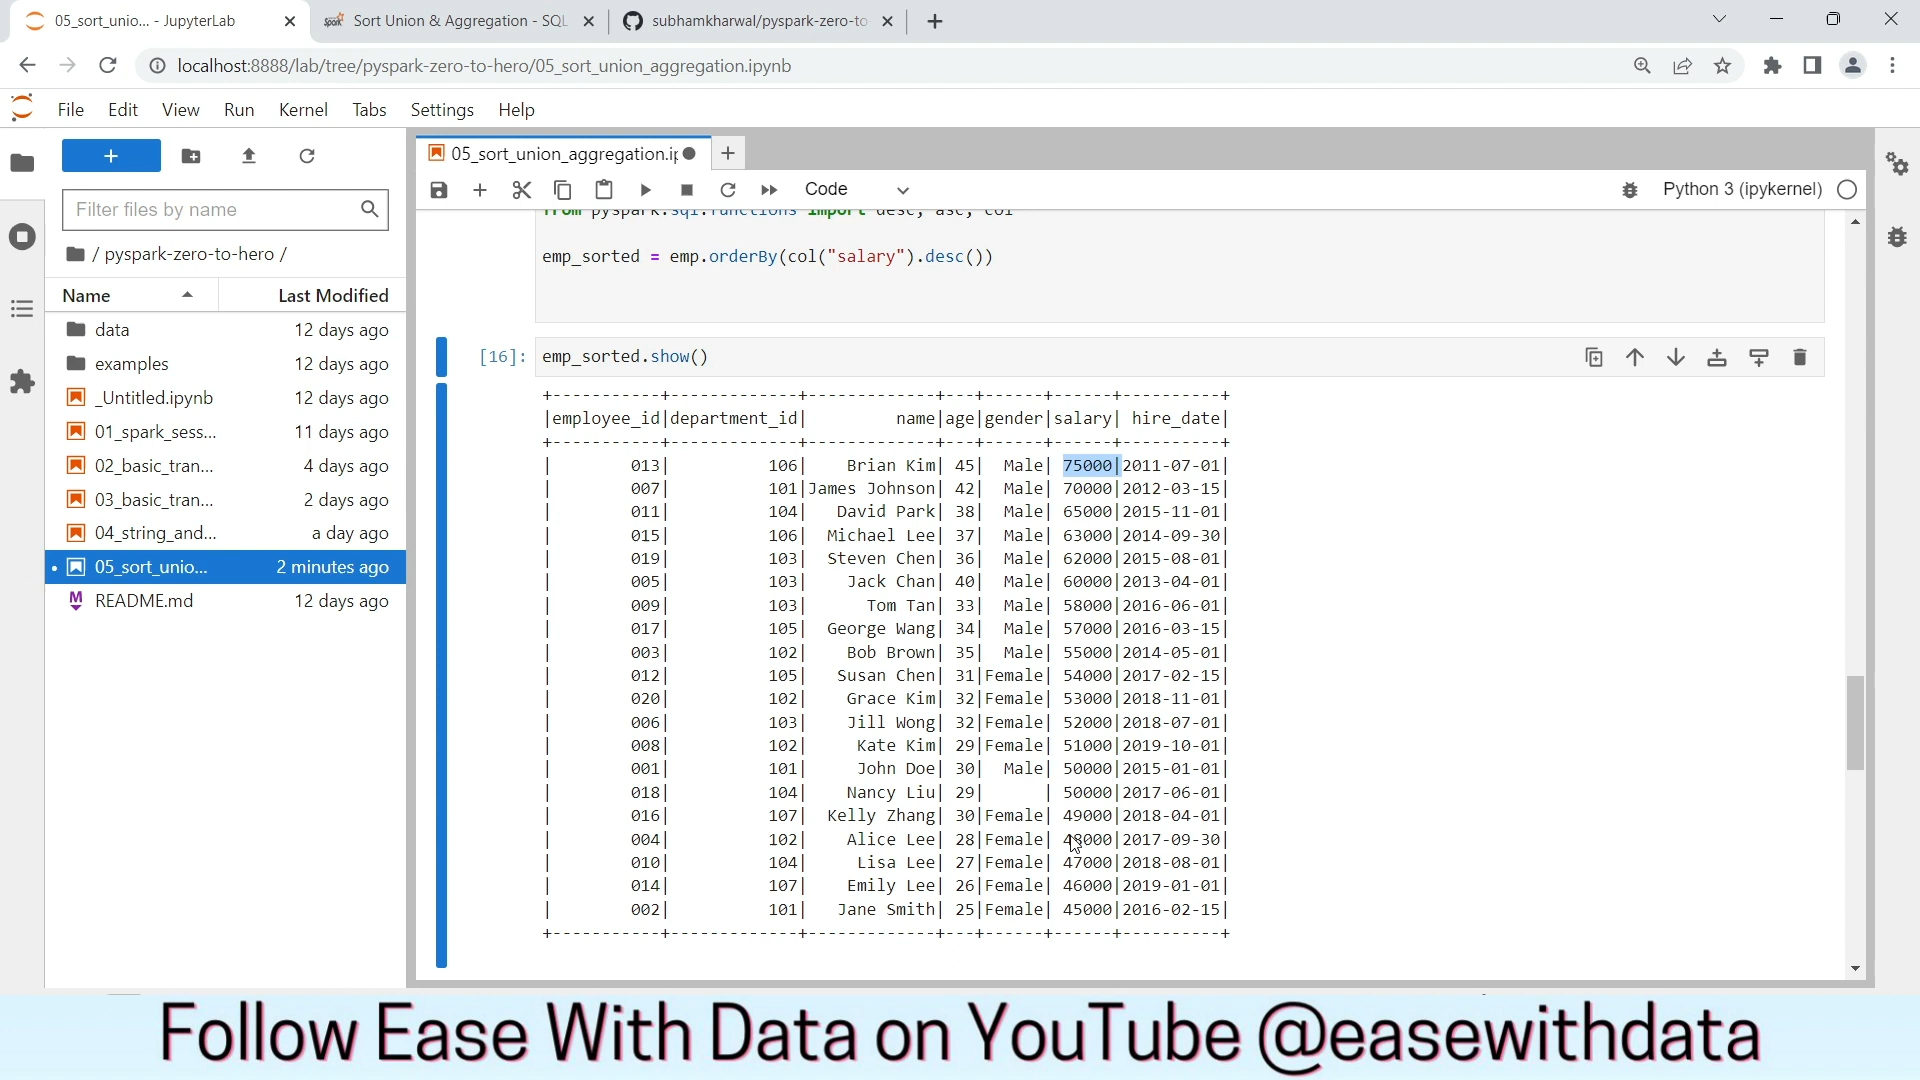 05_sort_unio... - JupyterLab
Sort Union & Aggregation - SQL
subhamkharwal/pyspark-zero-to-
localhost:8888/lab/tree/pyspark-zero-to-hero/05_sort_union_aggregation.ipynb
File Edit View Run Kernel Tabs Settings Help
05_sort_union_aggregation.ip
Code
Python 3 (ipykernel)
Filter files by name
/ pyspark-zero-to-hero /
Name Last Modified
data 12 days ago
examples 12 days ago
_Untitled.ipynb 12 days ago
01_spark_sess... 11 days ago
02_basic_tran... 4 days ago
03_basic_tran... 2 days ago
04_string_and... a day ago
05_sort_unio... 2 minutes ago
README.md 12 days ago
from pyspark.sql.functions import desc, asc, col
emp_sorted = emp.orderBy(col("salary").desc())
[16]: emp_sorted.show()
+-----------+-------------+-------------+---+------+------+----------+
|employee_id|department_id|         name|age|gender|salary| hire_date|
+-----------+-------------+-------------+---+------+------+----------+
|        013|          106|    Brian Kim| 45|  Male| 75000|2011-07-01|
|        007|          101|James Johnson| 42|  Male| 70000|2012-03-15|
|        011|          104|   David Park| 38|  Male| 65000|2015-11-01|
|        015|          106|  Michael Lee| 37|  Male| 63000|2014-09-30|
|        019|          103|  Steven Chen| 36|  Male| 62000|2015-08-01|
|        005|          103|    Jack Chan| 40|  Male| 60000|2013-04-01|
|        009|          103|      Tom Tan| 33|  Male| 58000|2016-06-01|
|        017|          105|  George Wang| 34|  Male| 57000|2016-03-15|
|        003|          102|    Bob Brown| 35|  Male| 55000|2014-05-01|
|        012|          105|   Susan Chen| 31|Female| 54000|2017-02-15|
|        020|          102|    Grace Kim| 32|Female| 53000|2018-11-01|
|        006|          103|    Jill Wong| 32|Female| 52000|2018-07-01|
|        008|          102|     Kate Kim| 29|Female| 51000|2019-10-01|
|        001|          101|     John Doe| 30|  Male| 50000|2015-01-01|
|        018|          104|    Nancy Liu| 29|      | 50000|2017-06-01|
|        016|          107|  Kelly Zhang| 30|Female| 49000|2018-04-01|
|        004|          102|    Alice Lee| 28|Female| 48000|2017-09-30|
|        010|          104|     Lisa Lee| 27|Female| 47000|2018-08-01|
|        014|          107|    Emily Lee| 26|Female| 46000|2019-01-01|
|        002|          101|   Jane Smith| 25|Female| 45000|2016-02-15|
+-----------+-------------+-------------+---+------+------+----------+
Follow Ease With Data on YouTube @easewithdata